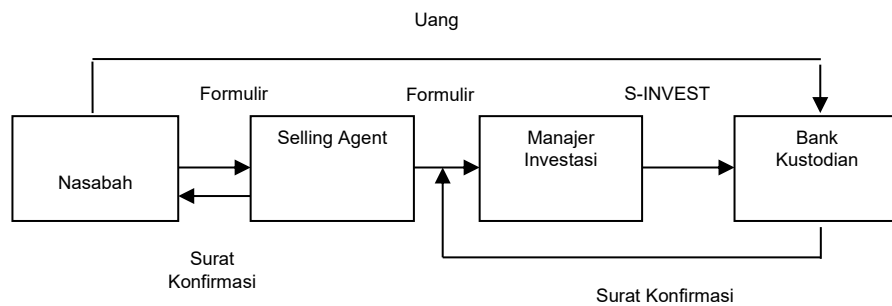 Uang
Formulir
Formulir
S-INVEST
Nasabah
Selling Agent
Manajer
Investasi
Bank
Kustodian
Surat
Konfirmasi
Surat Konfirmasi